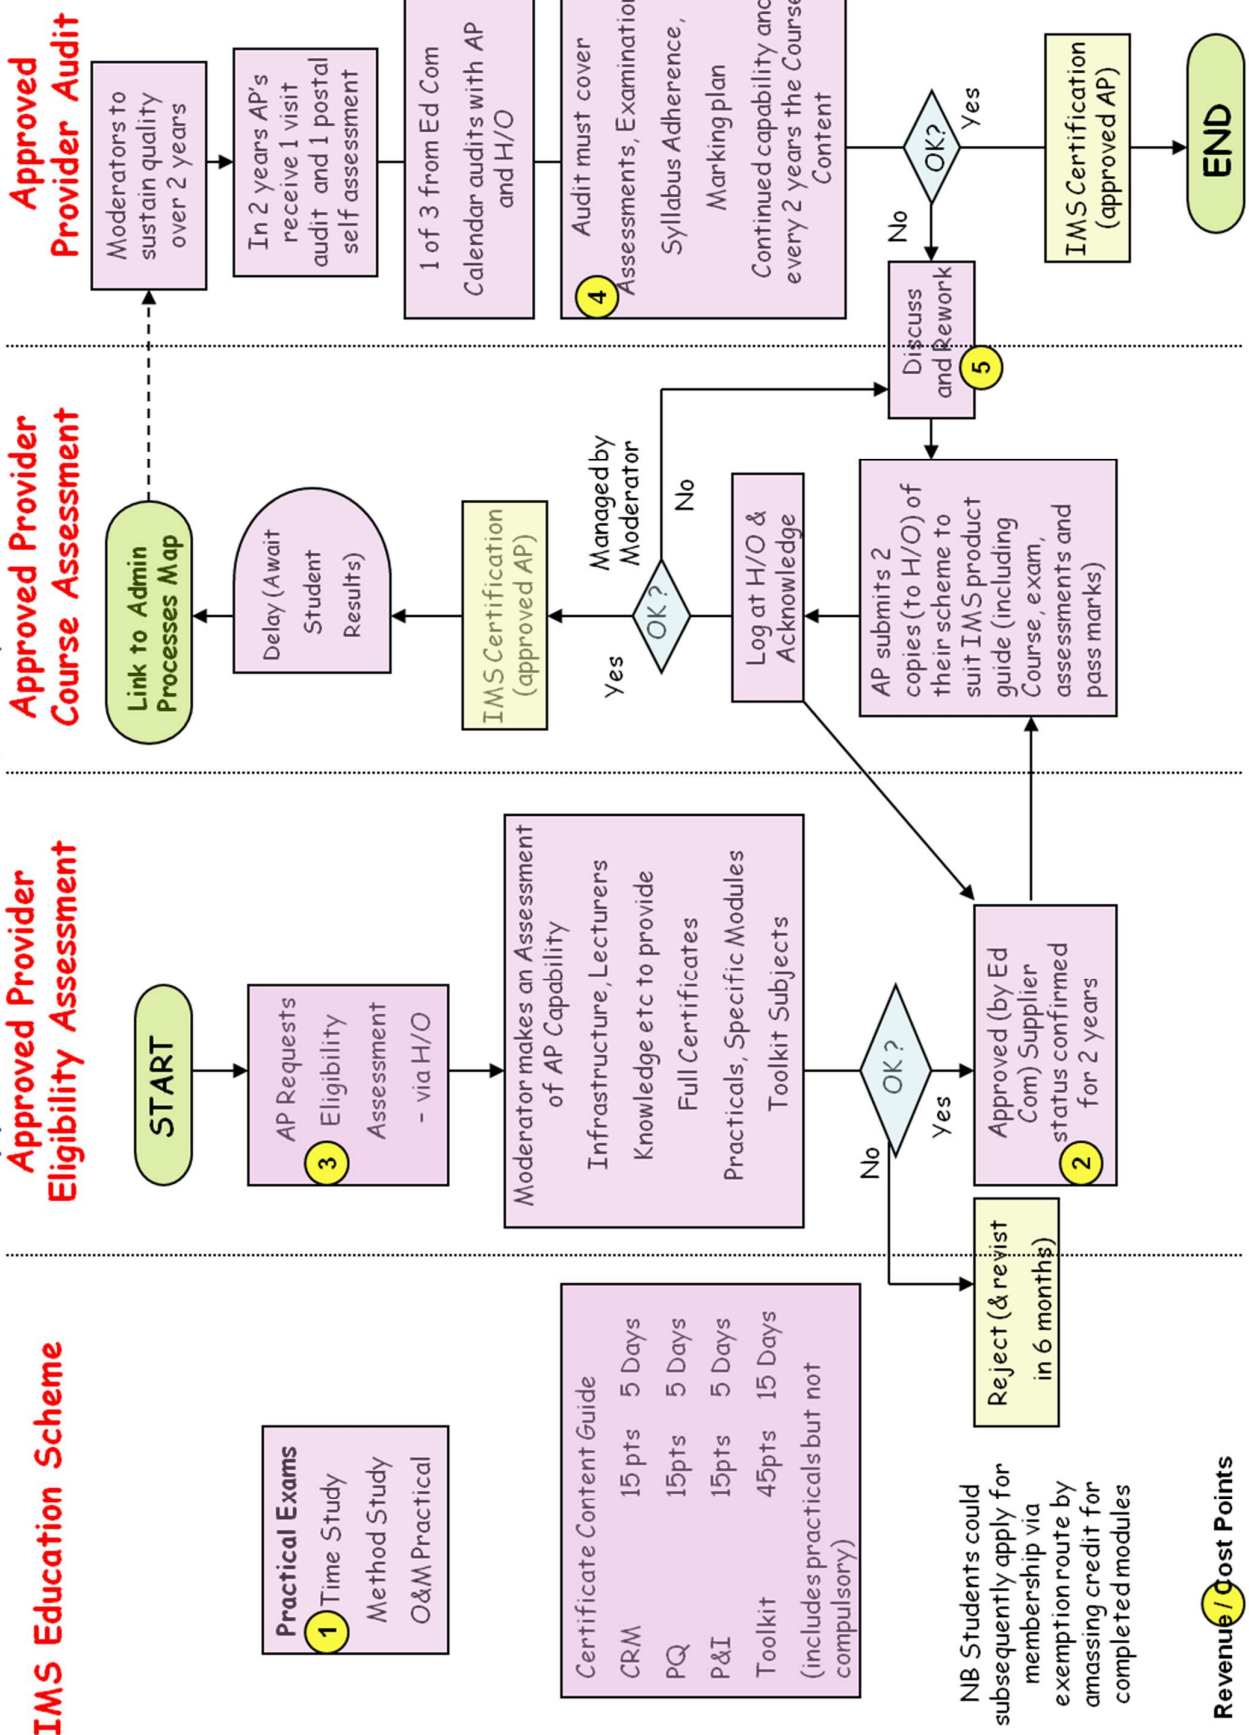 IMS Education Scheme
Practical Exams
1
Time Study
Method Study
O&M Practical
Certificate Content Guide
CRM 15 pts 5 Days
PQ 15pts 5 Days
P&I 15pts 5 Days
Toolkit 45pts 15 Days
(includes practicals but not
compulsory)
NB Students could
subsequently apply for
membership via
exemption route by
amassing credit for
completed modules
Revenue / Cost Points
Approved Provider
Eligibility Assessment
START
AP Requests
3
Eligibility
Assessment
- via H/O
Moderator makes an Assessment
of AP Capability
Infrastructure, Lecturers
Knowledge etc to provide
Full Certificates
Practicals, Specific Modules
Toolkit Subjects
OK ?
No
Yes
Reject (& revist
in 6 months)
Approved (by Ed
Com) Supplier
status confirmed
for 2 years
2
Approved Provider
Course Assessment
Link to Admin
Processes Map
Delay (Await
Student
Results)
IMS Certification
(approved AP)
Managed by
Moderator
Yes
OK ?
No
Log at H/O &
Acknowledge
AP submits 2
copies (to H/O) of
their scheme to
suit IMS product
guide (including
Course, exam,
assessments and
pass marks)
Approved
Provider Audit
Moderators to
sustain quality
over 2 years
In 2 years AP's
receive 1 visit
audit and 1 postal
self assessment
1 of 3 from Ed Com
Calendar audits with AP
and H/O
Audit must cover
4
Assessments, Examination
Syllabus Adherence,
Marking plan
Continued capability and
every 2 years the Course
Content
No
OK?
Yes
Discuss
and Rework
5
IMS Certification
(approved AP)
END